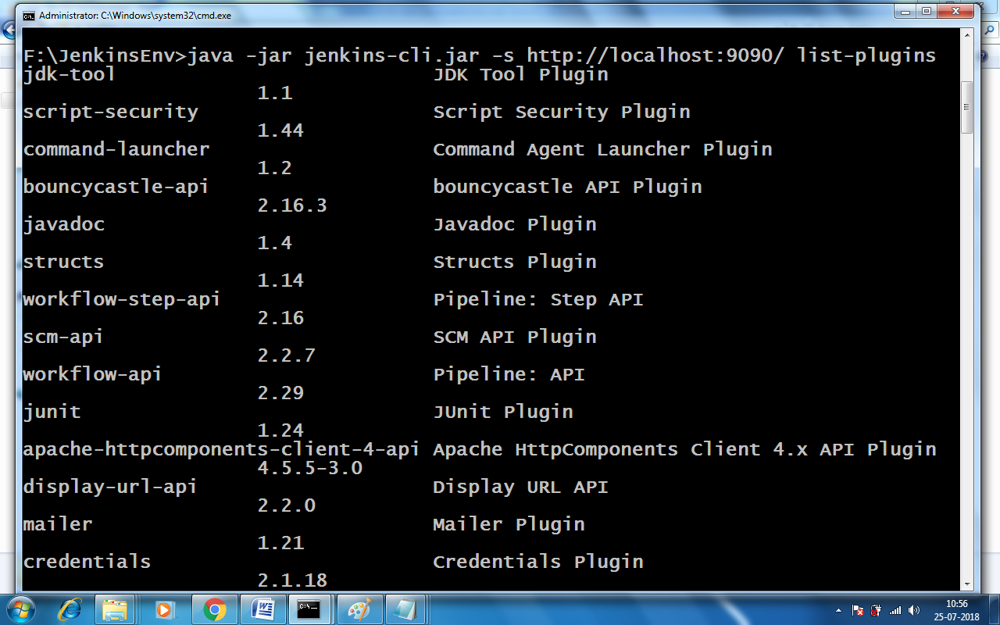 Administrator: C:\Windows\system32\cmd.exe
F:\JenkinsEnv>java -jar jenkins-cli.jar -s http://localhost:9090/ list-plugins
jdk-tool JDK Tool Plugin
1.1
script-security Script Security Plugin
1.44
command-launcher Command Agent Launcher Plugin
1.2
bouncycastle-api bouncycastle API Plugin
2.16.3
javadoc Javadoc Plugin
1.4
structs Structs Plugin
1.14
workflow-step-api Pipeline: Step API
2.16
scm-api SCM API Plugin
2.2.7
workflow-api Pipeline: API
2.29
junit JUnit Plugin
1.24
apache-httpcomponents-client-4-api Apache HttpComponents Client 4.x API Plugin
4.5.5-3.0
display-url-api Display URL API
2.2.0
mailer Mailer Plugin
1.21
credentials Credentials Plugin
2.1.18
10:56
25-07-2018